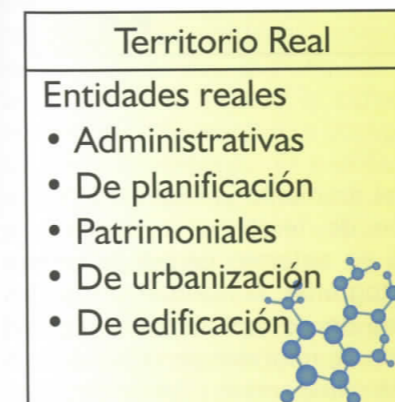 Territorio Real
Entidades reales
• Administrativas
• De planificación
• Patrimoniales
• De urbanización
• De edificación